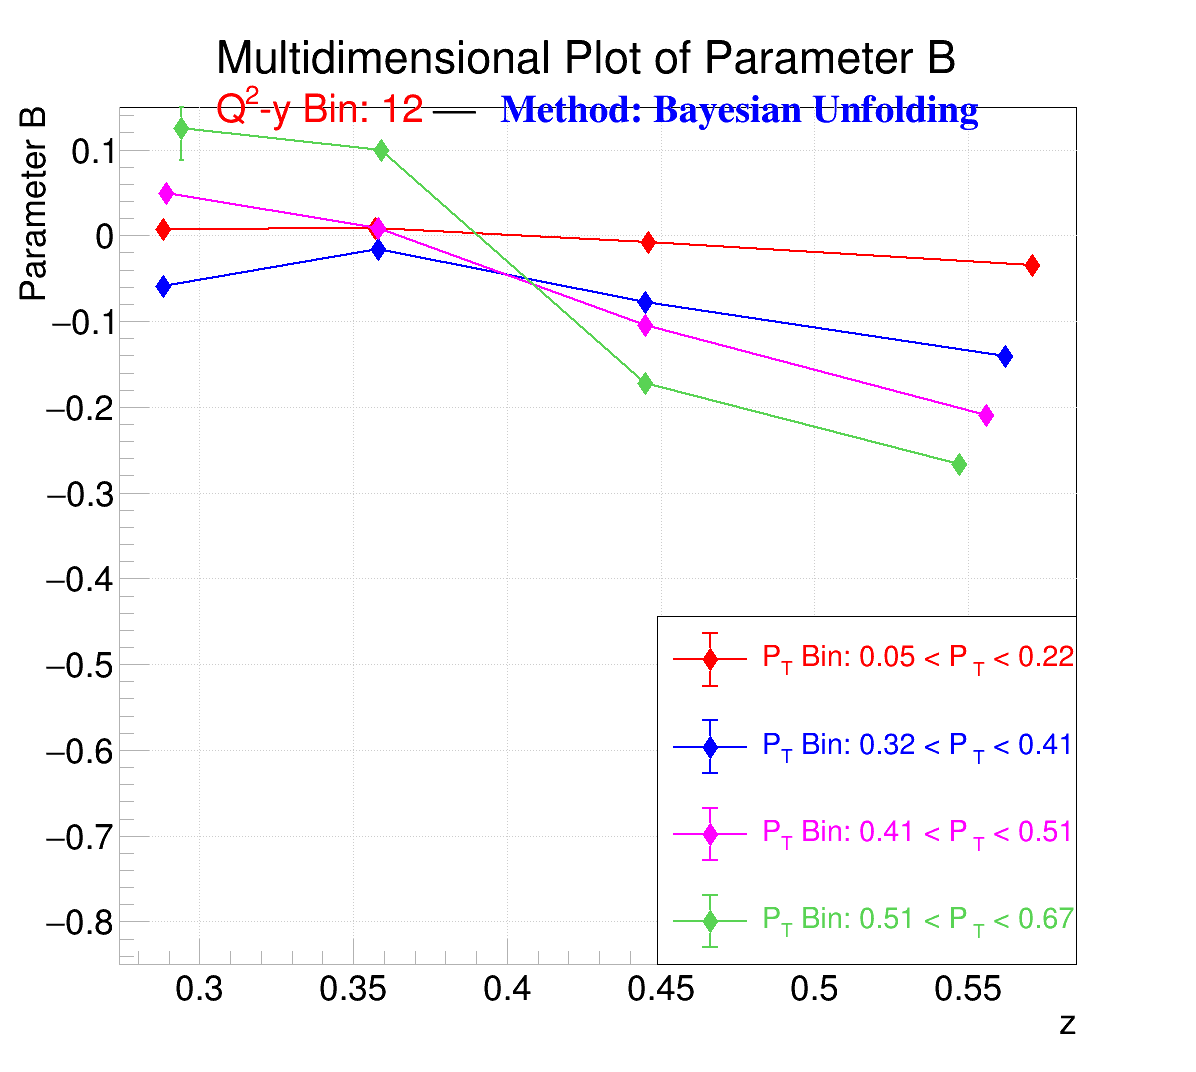 Multidimensional Plot of Parameter B
Q2-y Bin: 12 — Method: Bayesian Unfolding
Parameter B
0.1
0
−0.1
−0.2
−0.3
−0.4
−0.5
−0.6
−0.7
−0.8
PT Bin: 0.05 < PT < 0.22
PT Bin: 0.32 < PT < 0.41
PT Bin: 0.41 < PT < 0.51
PT Bin: 0.51 < PT < 0.67
0.3 0.35 0.4 0.45 0.5 0.55
z